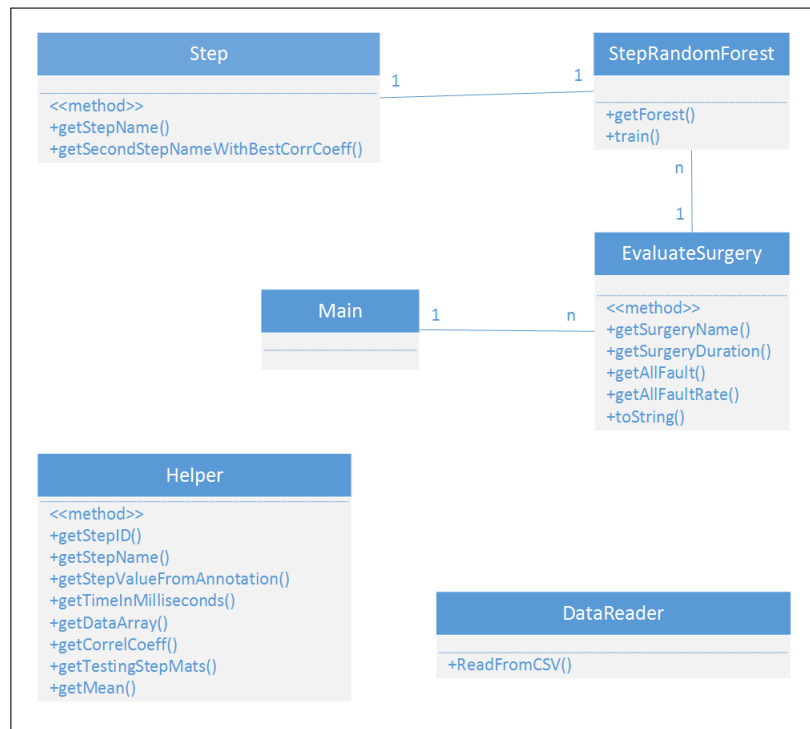 Step
<<method>>
+getStepName()
+getSecondStepNameWithBestCorrCoeff()
1
1
StepRandomForest
+getForest()
+train()
n
1
EvaluateSurgery
<<method>>
+getSurgeryName()
+getSurgeryDuration()
+getAllFault()
+getAllFaultRate()
+toString()
Main
1
n
Helper
<<method>>
+getStepID()
+getStepName()
+getStepValueFromAnnotation()
+getTimeInMilliseconds()
+getDataArray()
+getCorrelCoeff()
+getTestingStepMats()
+getMean()
DataReader
+ReadFromCSV()